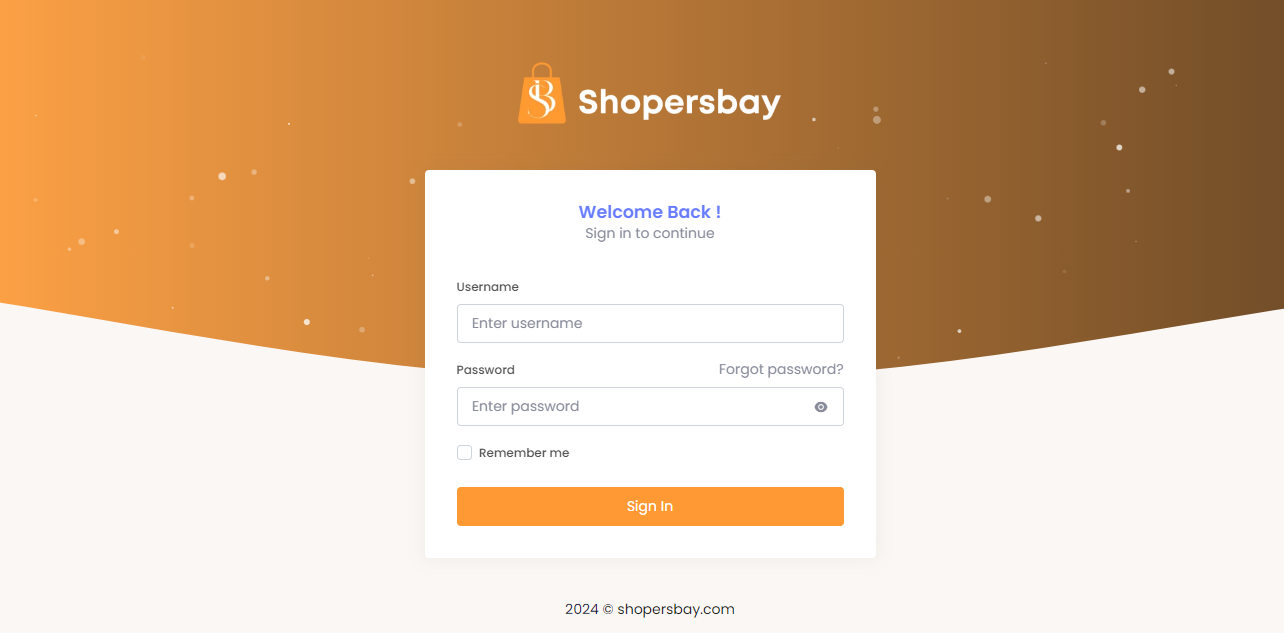 Shopersbay
Welcome Back !
Sign in to continue
Username
Enter username
Password Forgot password?
Enter password
Remember me
Sign In
2024 © shopersbay.com